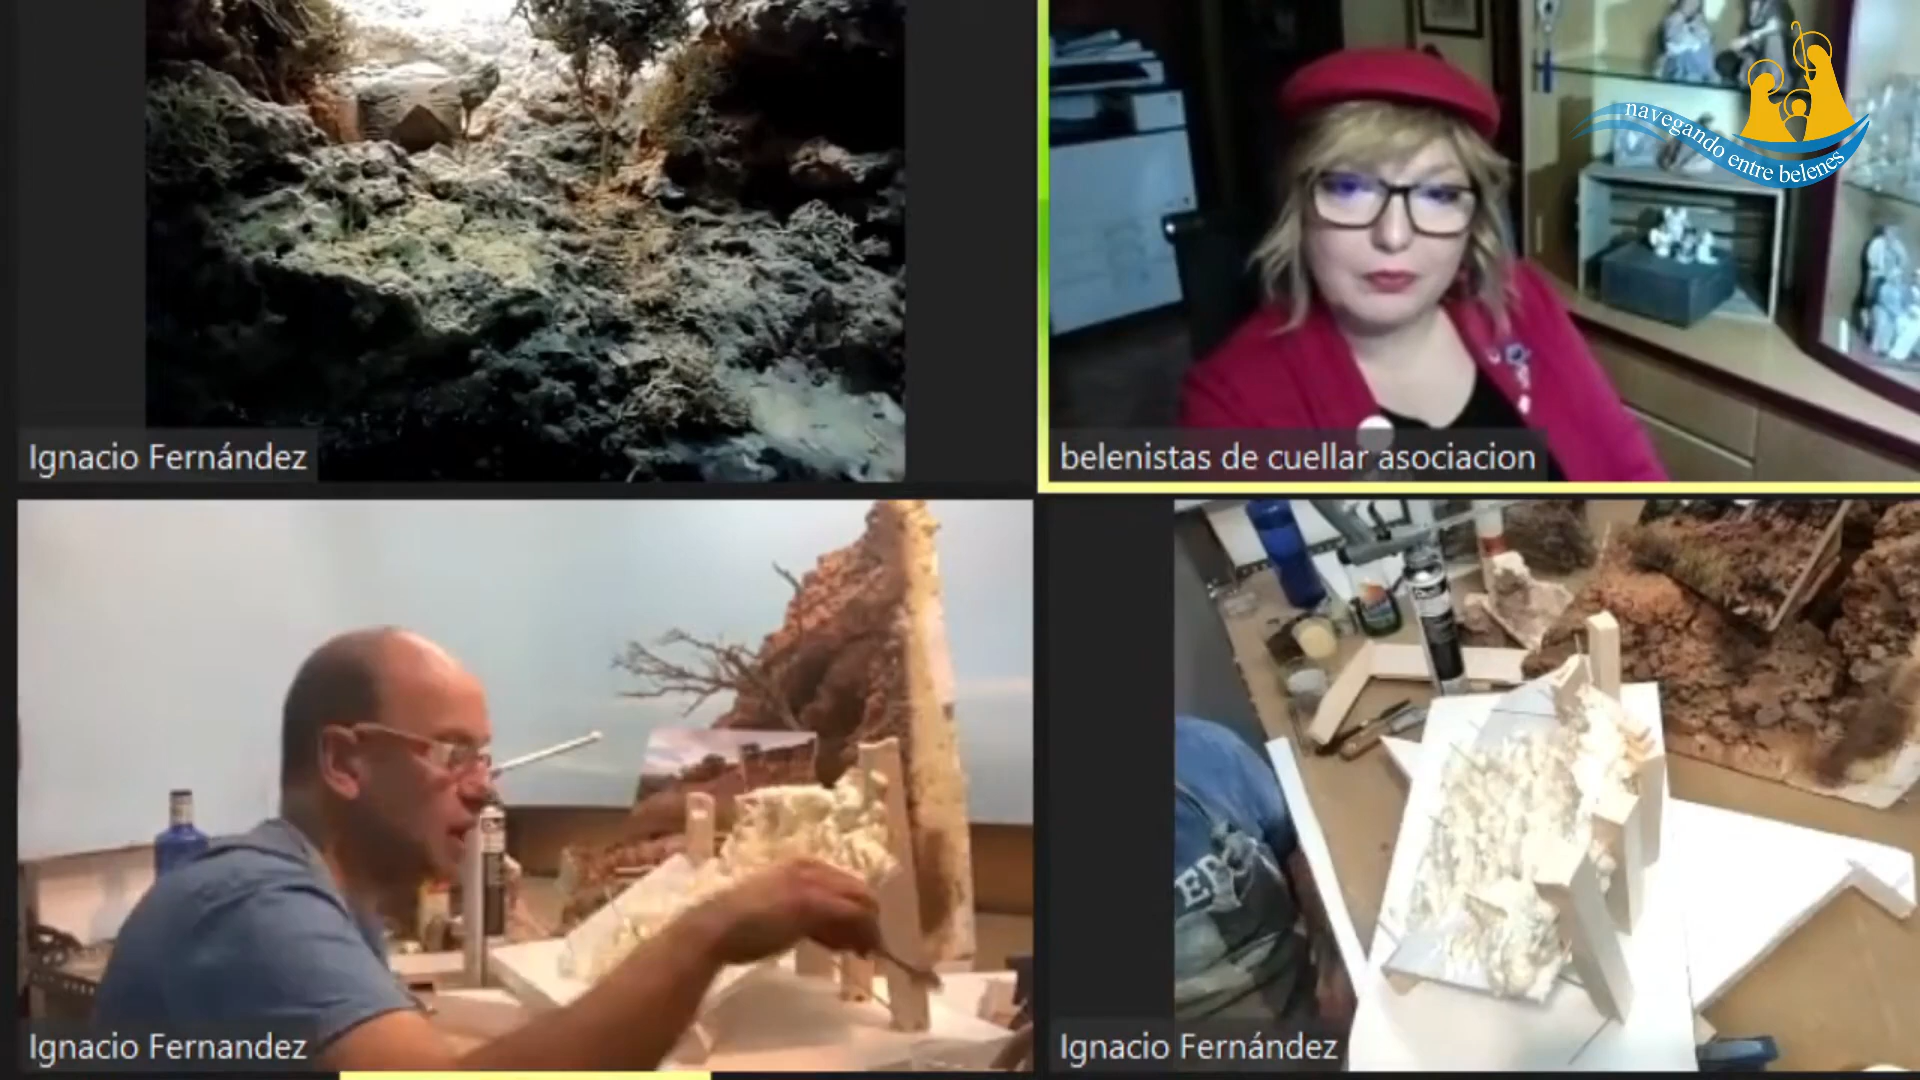 navegando entre belenes
Ignacio Fernández
belenistas de cuellar asociacion
Ignacio Fernandez
Ignacio Fernández